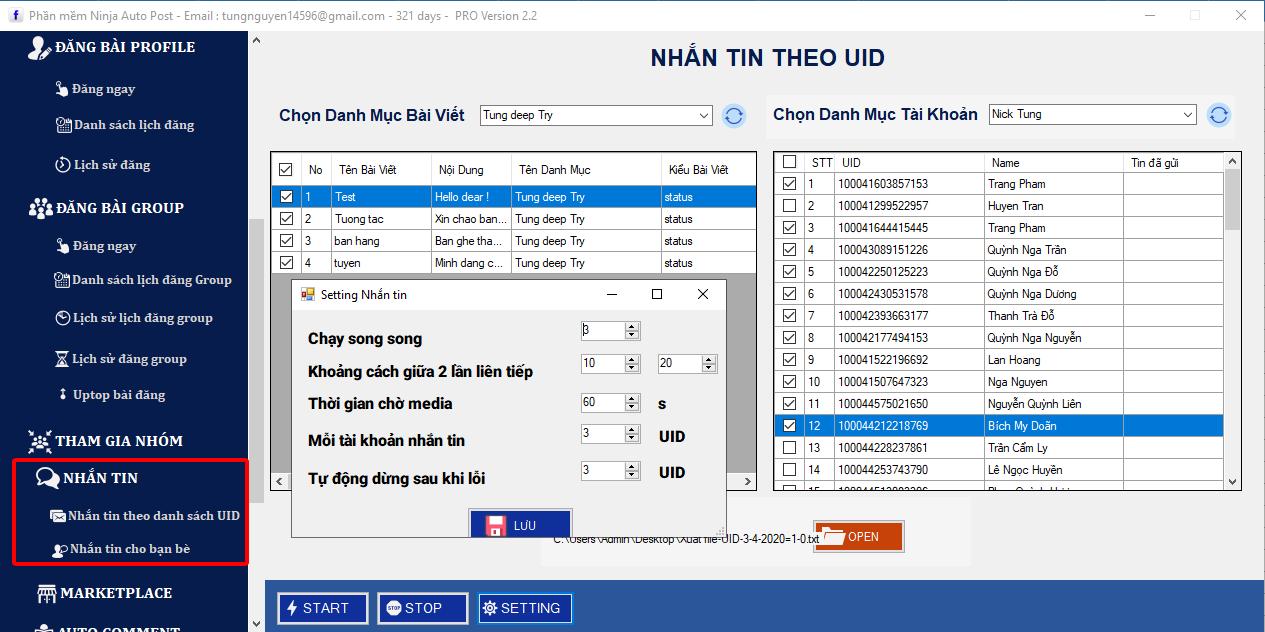 Phần mềm Ninja Auto Post - Email : tungnguyen14596@gmail.com - 321 days - PRO Version 2.2
ĐĂNG BÀI PROFILE
Đăng ngay
Danh sách lịch đăng
Lịch sử đăng
ĐĂNG BÀI GROUP
Đăng ngay
Danh sách lịch đăng Group
Lịch sử lịch đăng group
Lịch sử đăng group
Uptop bài đăng
THAM GIA NHÓM
NHẮN TIN
Nhắn tin theo danh sách UID
Nhắn tin cho bạn bè
MARKETPLACE
AUTO COMMENT
NHẮN TIN THEO UID
Chọn Danh Mục Bài Viết Tung deep Try
Chọn Danh Mục Tài Khoản Nick Tung
No Tên Bài Viết Nội Dung Tên Danh Mục Kiểu Bài Viết
1 Test Hello dear ! Tung deep Try status
2 Tuong tac Xin chao ban... Tung deep Try status
3 ban hang Ban ghe tha... Tung deep Try status
4 tuyen Minh dang c... Tung deep Try status
STT UID Name Tin đã gửi
1 100041603857153 Trang Pham
2 100041299522957 Huyen Tran
3 100041644415445 Trang Pham
4 100043089151226 Quỳnh Nga Trần
5 100042250125223 Quỳnh Nga Đỗ
6 100042430531578 Quỳnh Nga Dương
7 100042393663177 Thanh Trà Đỗ
8 100042177494153 Quỳnh Nga Nguyễn
9 100041522196692 Lan Hoang
10 100041507647323 Nga Nguyen
11 100044575021650 Nguyễn Quỳnh Liên
12 100044212218769 Bích My Doãn
13 100044228237861 Trần Cẩm Ly
14 100044253743790 Lê Ngọc Huyền
15
Setting Nhắn tin
Chạy song song 3
Khoảng cách giữa 2 lần liên tiếp 10 20
Thời gian chờ media 60 s
Mỗi tài khoản nhắn tin 3 UID
Tự động dừng sau khi lỗi 3 UID
LƯU
C:\Users\Admin\Desktop\Xuat file-UID-3-4-2020=1-0.txt OPEN
START STOP STOP SETTING